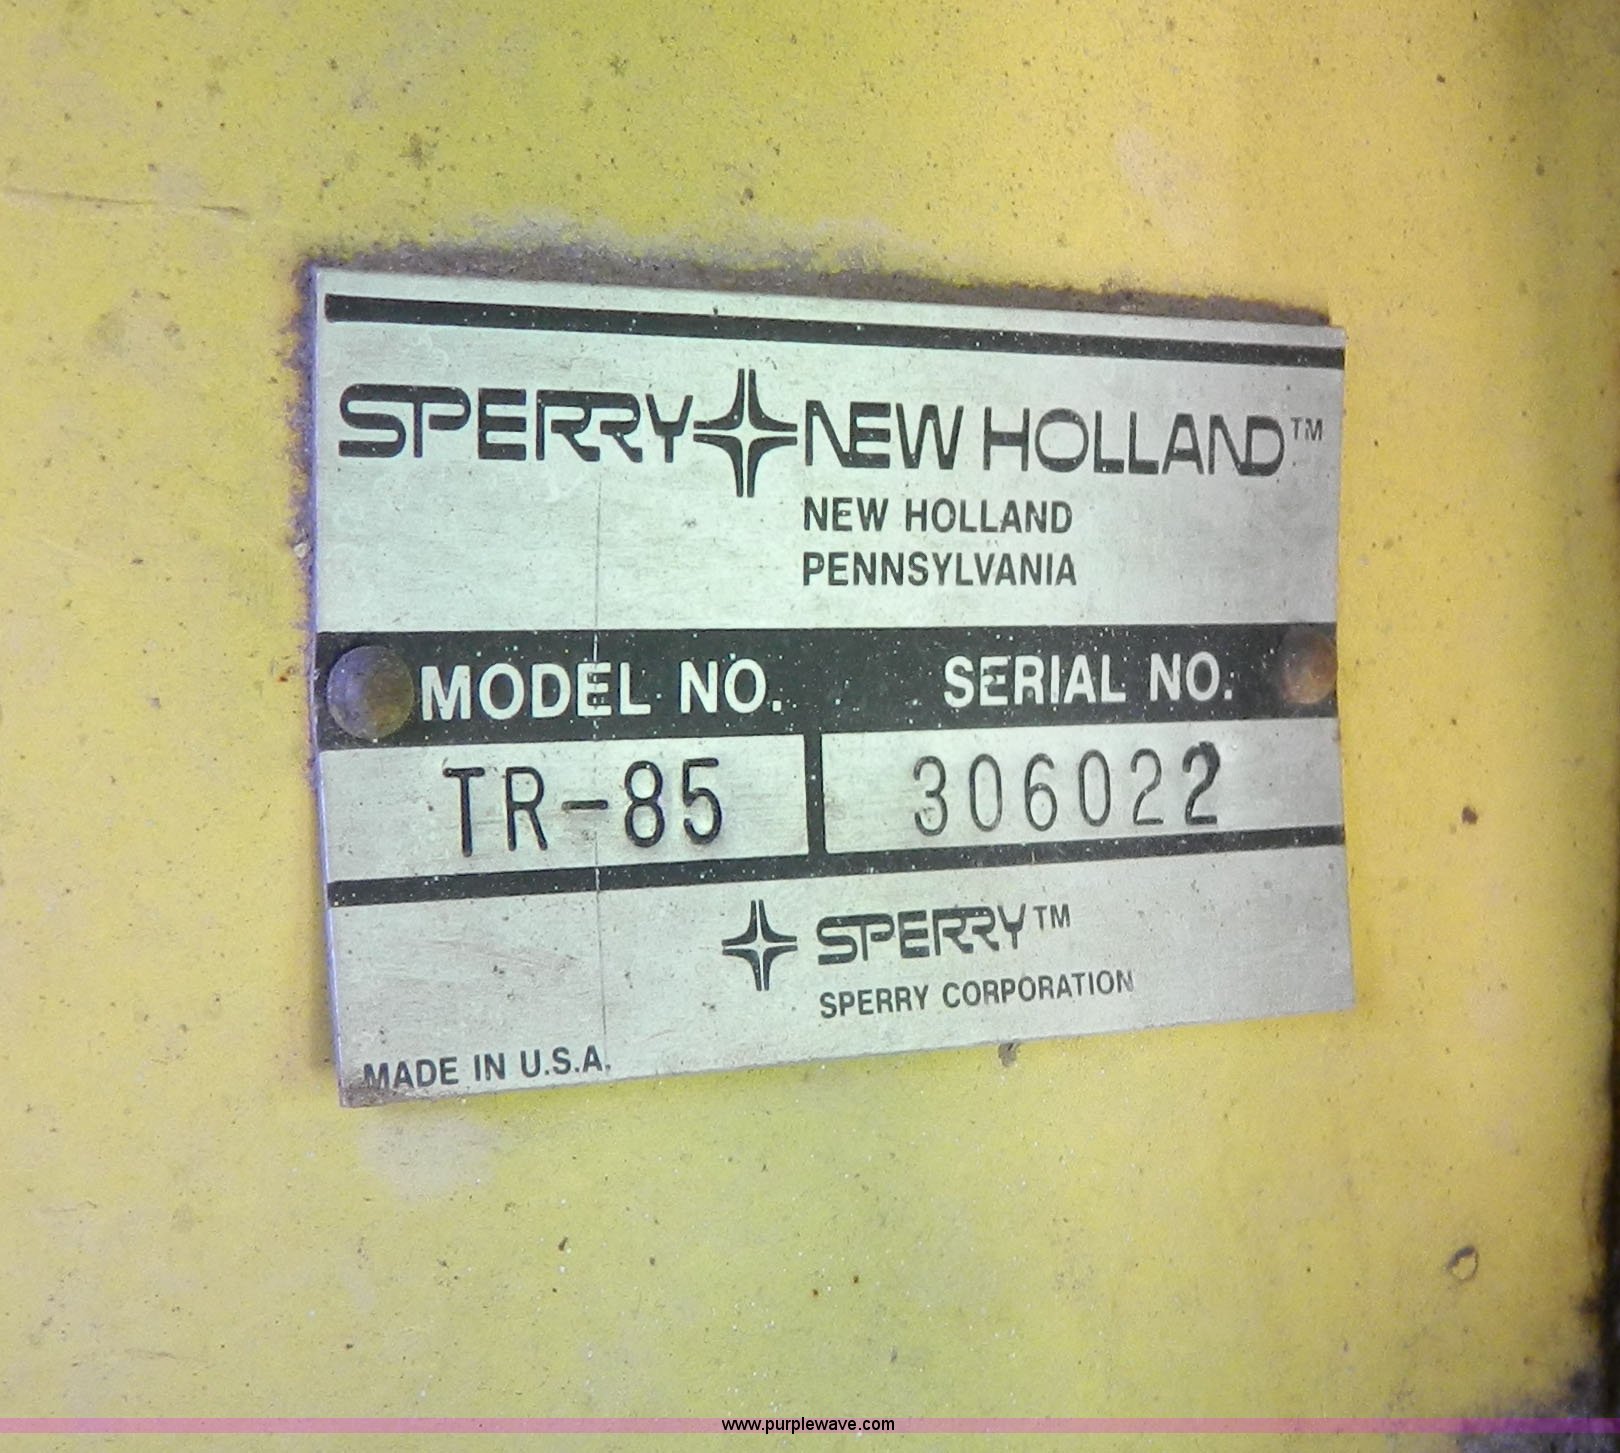 SPERRY NEW HOLLAND™
NEW HOLLAND
PENNSYLVANIA
MODEL NO. SERIAL NO.
TR-85 306022
SPERRY™
SPERRY CORPORATION
MADE IN U.S.A.
www.purplewave.com